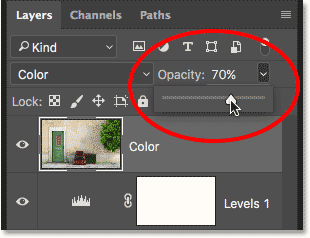 Layers Channels Paths
Kind
Color Opacity: 70%
Lock:
Color
Levels 1